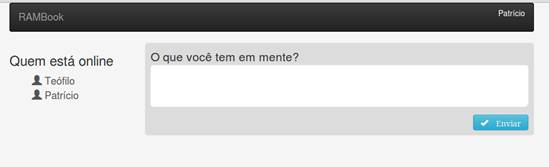 RAMBook
Patrício
Quem está online
Teófilo
Patrício
O que você tem em mente?
Enviar